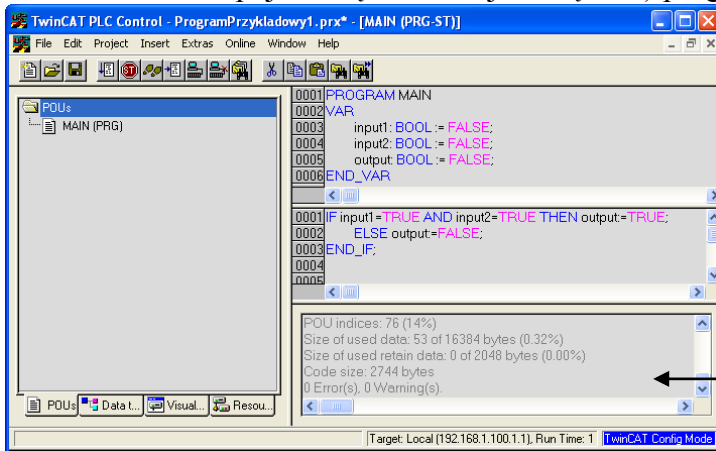 TwinCAT PLC Control - ProgramPrzykladowy1.prx* - [MAIN (PRG-ST)]
File Edit Project Insert Extras Online Window Help
POUs
MAIN (PRG)
0001 PROGRAM MAIN
0002 VAR
0003 input1: BOOL := FALSE;
0004 input2: BOOL := FALSE;
0005 output: BOOL := FALSE;
0006 END_VAR
0001 IF input1=TRUE AND input2=TRUE THEN output:=TRUE;
0002 ELSE output:=FALSE;
0003 END_IF;
0004
0005
POU indices: 76 (14%)
Size of used data: 53 of 16384 bytes (0.32%)
Size of used retain data: 0 of 2048 bytes (0.00%)
Code size: 2744 bytes
0 Error(s), 0 Warning(s).
POUs Data t... Visual... Resou...
Target: Local (192.168.1.100.1.1), Run Time: 1 TwinCAT Config Mode